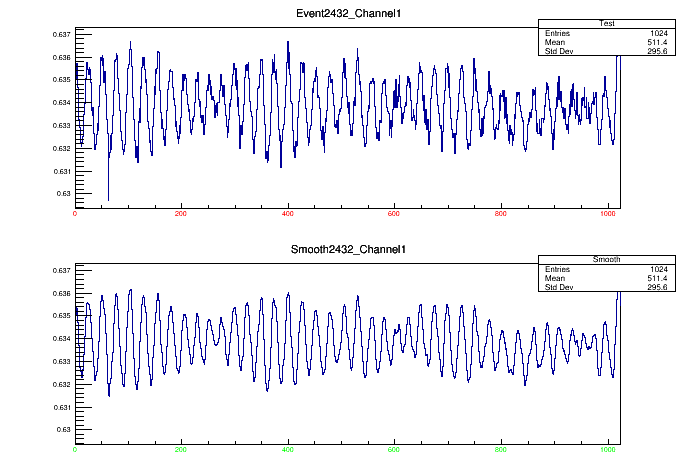 Event2432_Channel1
Test
Entries 1024
Mean 511.4
Std Dev 295.6
0.637
0.636
0.635
0.634
0.633
0.632
0.631
0.63
0 200 400 600 800 1000
Smooth2432_Channel1
Smooth
Entries 1024
Mean 511.4
Std Dev 295.6
0.637
0.636
0.635
0.634
0.633
0.632
0.631
0.63
0 200 400 600 800 1000